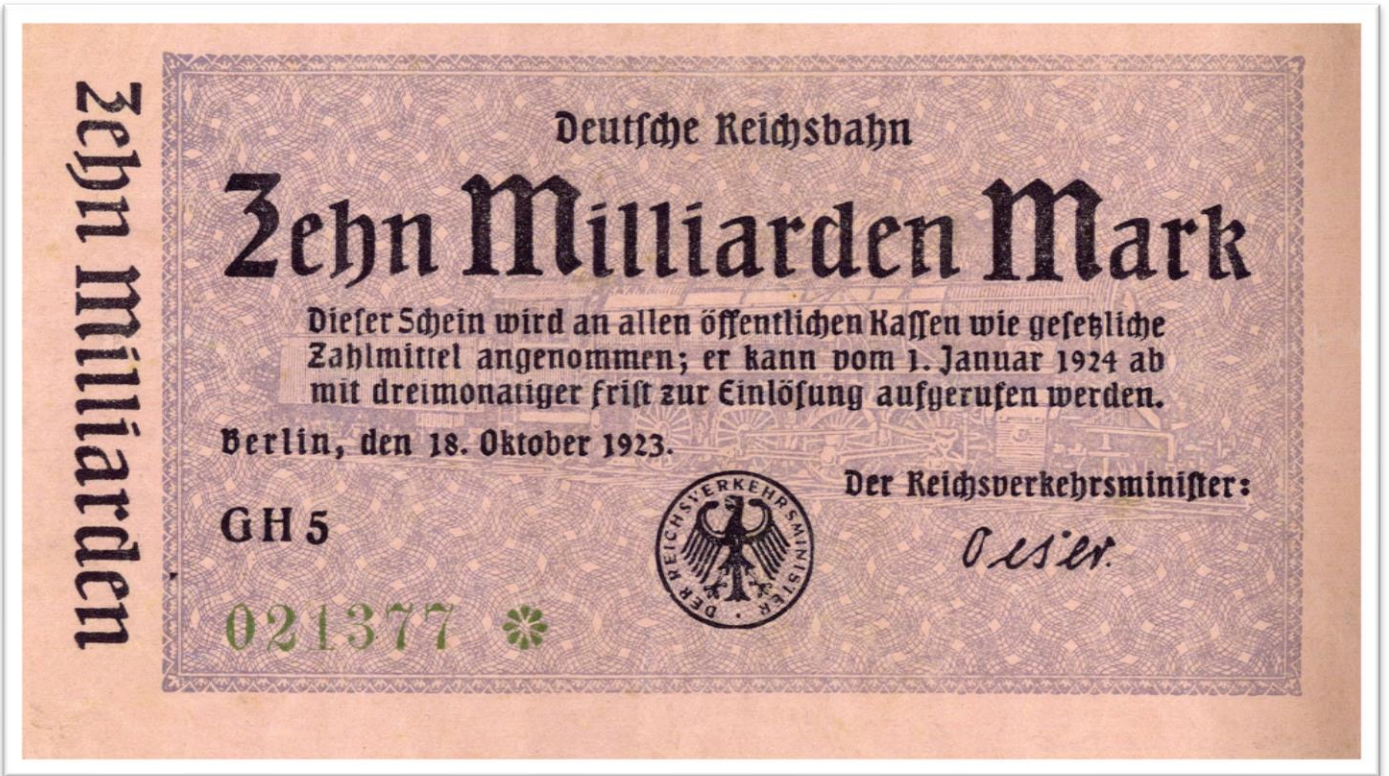 Zehn Milliarden
Deutsche Reichsbahn
Zehn Milliarden Mark
Dieser Schein wird an allen öffentlichen Kassen wie gesetzliche
Zahlmittel angenommen; er kann vom 1. Januar 1924 ab
mit dreimonatiger Frist zur Einlösung aufgerufen werden.
Berlin, den 18. Oktober 1923.
Der Reichsverkehrsminister:
GH 5
DER REICHSVERKEHRSMINISTER
Oeser.
021377